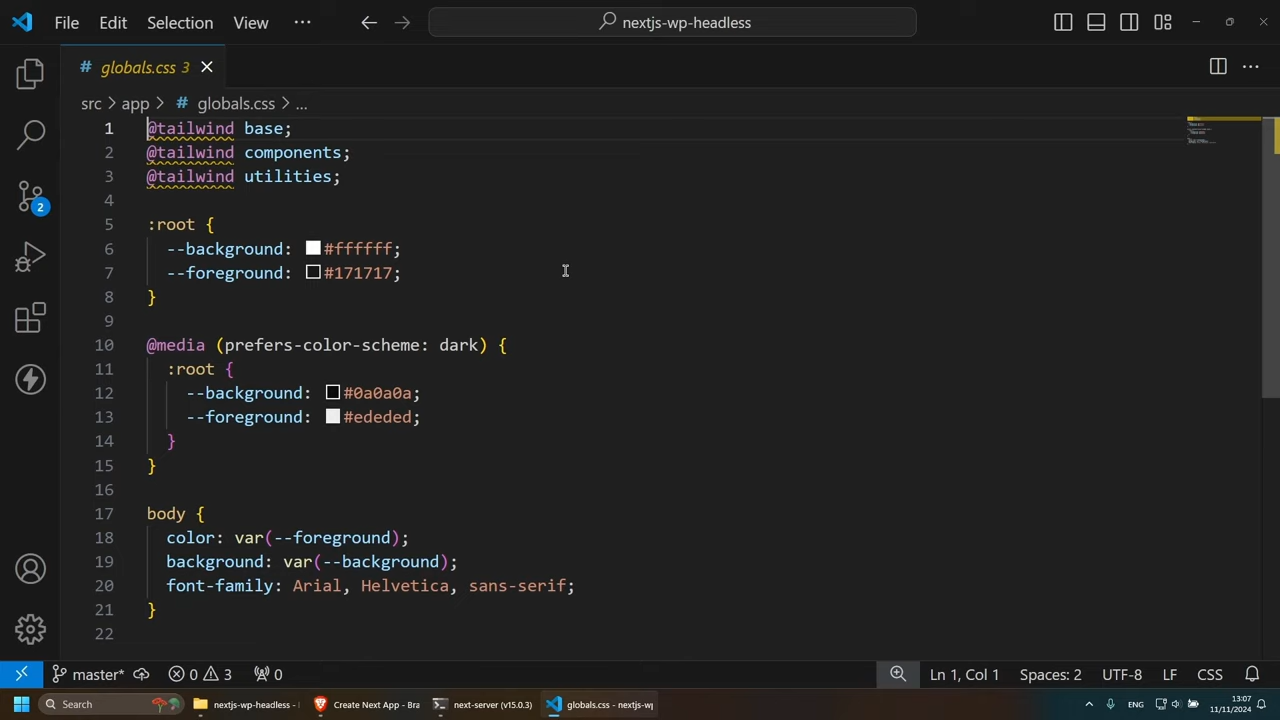 File Edit Selection View ··· nextjs-wp-headless
# globals.css 3
src > app > # globals.css > ...
1 @tailwind base;
2 @tailwind components;
3 @tailwind utilities;
4
5 :root {
6 --background: #ffffff;
7 --foreground: #171717;
8 }
9
10 @media (prefers-color-scheme: dark) {
11 :root {
12 --background: #0a0a0a;
13 --foreground: #ededed;
14 }
15 }
16
17 body {
18 color: var(--foreground);
19 background: var(--background);
20 font-family: Arial, Helvetica, sans-serif;
21 }
22
2
master* 0 3 0 Ln 1, Col 1 Spaces: 2 UTF-8 LF CSS
Search nextjs-wp-headless - Create Next App - Bra next-server (v15.0.3) globals.css - nextjs-wp ENG 13:07
11/11/2024